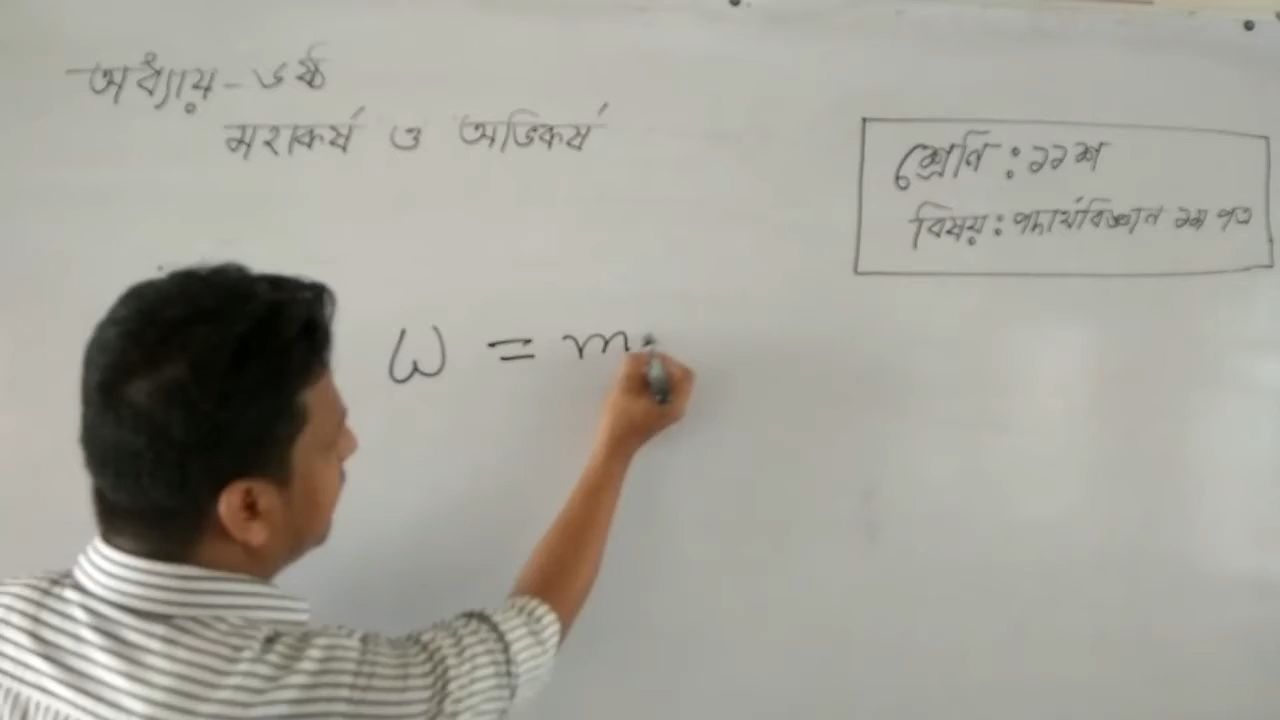 অধ্যায় - ৬ষ্ঠ
মহাকর্ষ ও অভিকর্ষ
শ্রেণি : ১১শ
বিষয় : পদার্থবিজ্ঞান ১ম পত্র
ω = m